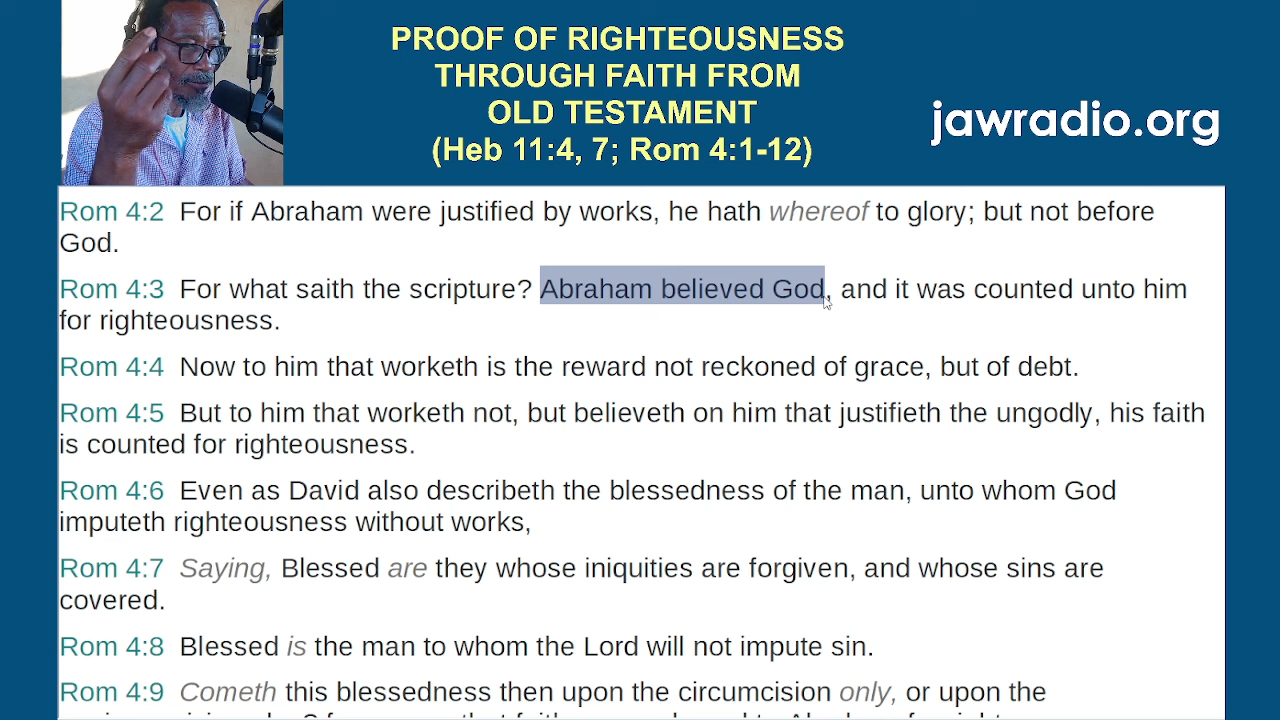 PROOF OF RIGHTEOUSNESS
THROUGH FAITH FROM
OLD TESTAMENT
(Heb 11:4, 7; Rom 4:1-12)
jawradio.org
Rom 4:2 For if Abraham were justified by works, he hath whereof to glory; but not before
God.
Rom 4:3 For what saith the scripture? Abraham believed God, and it was counted unto him
for righteousness.
Rom 4:4 Now to him that worketh is the reward not reckoned of grace, but of debt.
Rom 4:5 But to him that worketh not, but believeth on him that justifieth the ungodly, his faith
is counted for righteousness.
Rom 4:6 Even as David also describeth the blessedness of the man, unto whom God
imputeth righteousness without works,
Rom 4:7 Saying, Blessed are they whose iniquities are forgiven, and whose sins are
covered.
Rom 4:8 Blessed is the man to whom the Lord will not impute sin.
Rom 4:9 Cometh this blessedness then upon the circumcision only, or upon the